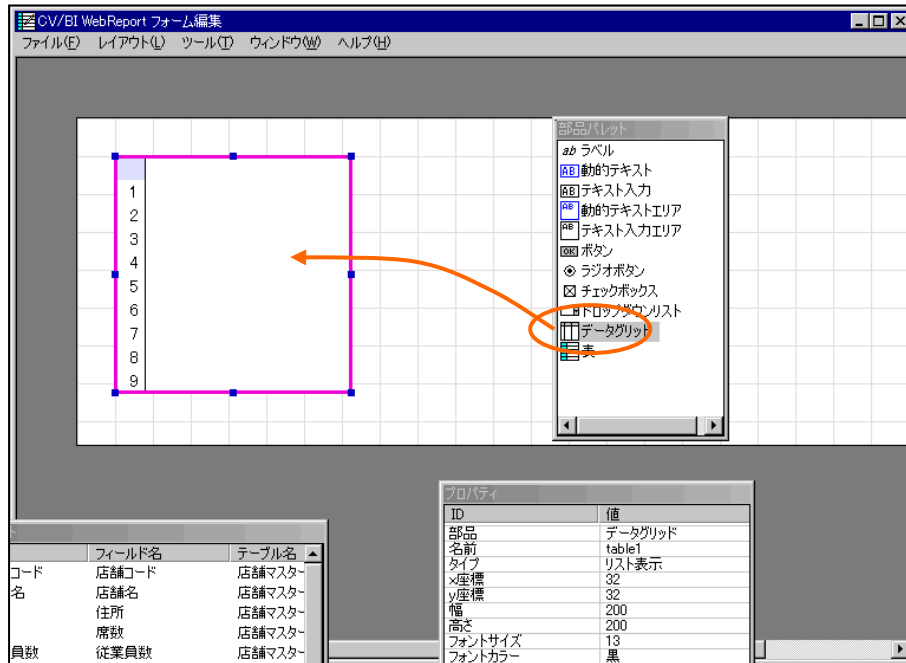 CV/BI WebReport フォーム編集
ファイル(F) レイアウト(L) ツール(T) ウィンドウ(W) ヘルプ(H)
1
2
3
4
5
6
7
8
9
部品パレット
ab ラベル
AB 動的テキスト
AB テキスト入力
AB 動的テキストエリア
AB テキスト入力エリア
OK ボタン
ラジオボタン
チェックボックス
ドロップダウンリスト
データグリッド
表
プロパティ
ID 値
部品 データグリッド
名前 table1
タイプ リスト表示
x座標 32
y座標 32
幅 200
高さ 200
フォントサイズ 13
フォントカラー 黒
フィールド名 テーブル名
コード 店舗コード 店舗マスター
名 店舗名 店舗マスター
住所 店舗マスター
席数 店舗マスター
員数 従業員数 店舗マスター